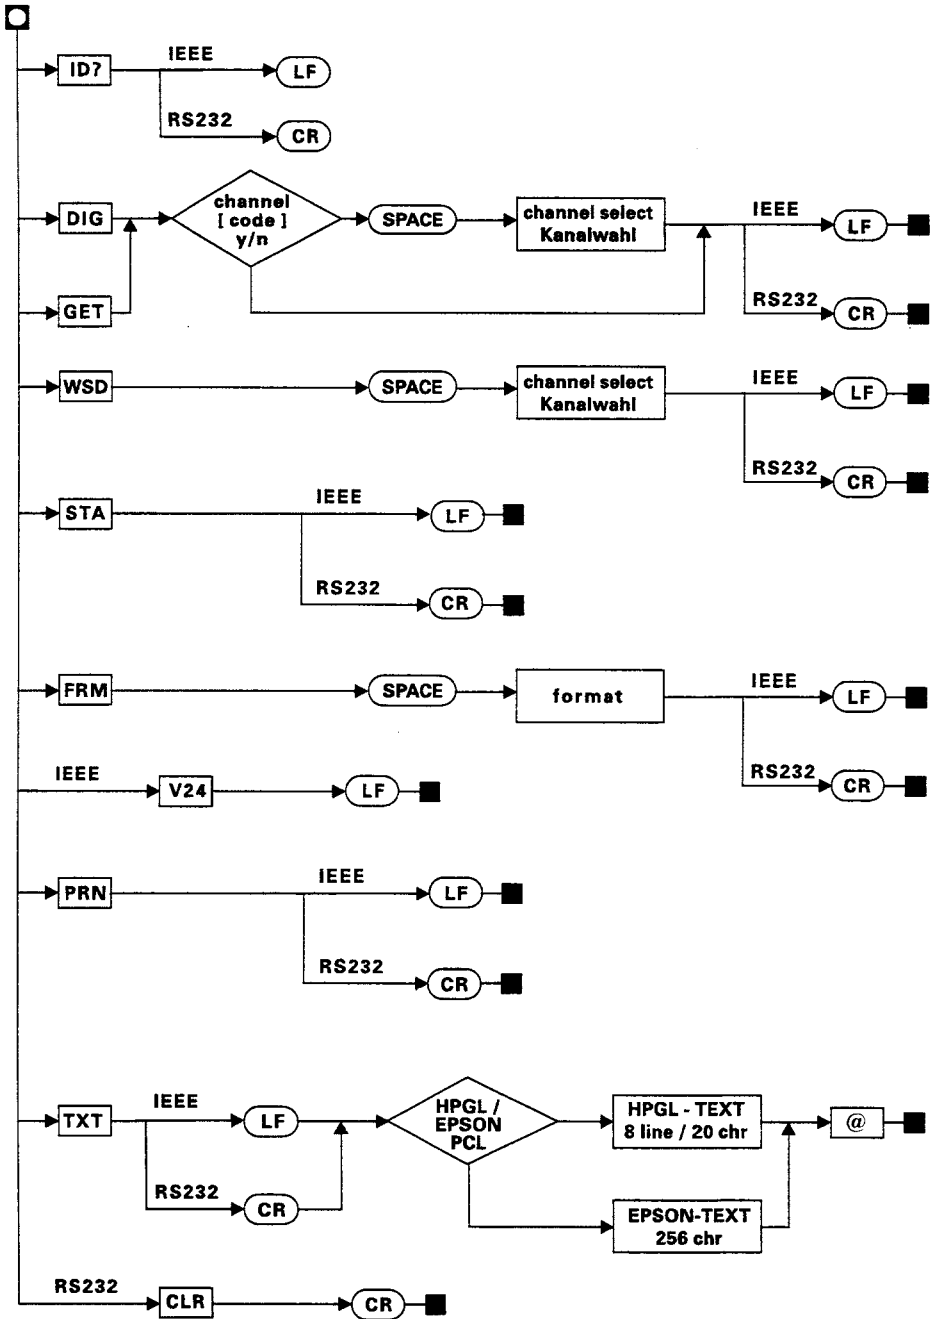 IEEE
ID?
LF
RS232
CR
channel
[ code ]
y/n
DIG
SPACE
channel select
Kanalwahl
IEEE
LF
GET
RS232
CR
WSD
SPACE
channel select
Kanalwahl
IEEE
LF
RS232
CR
STA
IEEE
LF
RS232
CR
FRM
SPACE
format
IEEE
LF
RS232
CR
IEEE
V24
LF
PRN
IEEE
LF
RS232
CR
TXT
IEEE
LF
RS232
CR
HPGL /
EPSON
PCL
HPGL - TEXT
8 line / 20 chr
@
EPSON-TEXT
256 chr
RS232
CLR
CR